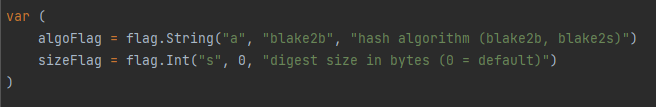 var (
    algoFlag = flag.String("a", "blake2b", "hash algorithm (blake2b, blake2s)")
    sizeFlag = flag.Int("s", 0, "digest size in bytes (0 = default)")
)